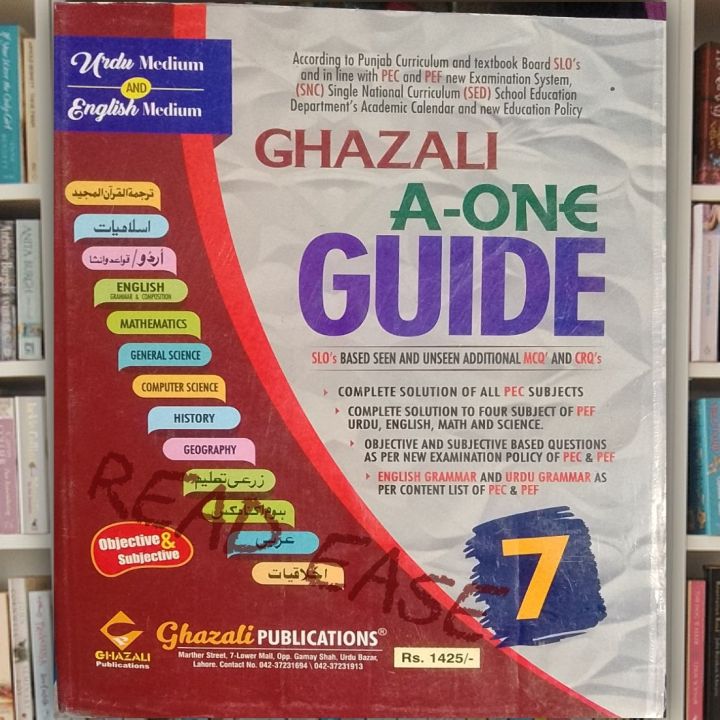 Urdu Medium
AND
English Medium
According to Punjab Curriculum and textbook Board SLO's
and in line with PEC and PEF new Examination System,
(SNC) Single National Curriculum (SED) School Education
Department's Academic Calendar and new Education Policy
GHAZALI
A-ONE
GUIDE
SLO's BASED SEEN AND UNSEEN ADDITIONAL MCQ' AND CRQ's
COMPLETE SOLUTION OF ALL PEC SUBJECTS
COMPLETE SOLUTION TO FOUR SUBJECT OF PEF
URDU, ENGLISH, MATH AND SCIENCE.
OBJECTIVE AND SUBJECTIVE BASED QUESTIONS
AS PER NEW EXAMINATION POLICY OF PEC & PEF
ENGLISH GRAMMAR AND URDU GRAMMAR AS
PER CONTENT LIST OF PEC & PEF
ترجمة القرآن المجید
اسلامیات
اُردُو/ قواعد وانشا
ENGLISH
GRAMMAR & COMPOSITION
MATHEMATICS
GENERAL SCIENCE
COMPUTER SCIENCE
HISTORY
GEOGRAPHY
زرعی تعلیم
ہوم اکنامکس
عربی
اخلاقیات
READ EASE
Objective &
Subjective
7
GHAZALI
Publications
Ghazali PUBLICATIONS®
Marther Street, 7-Lower Mall, Opp. Gamay Shah, Urdu Bazar,
Lahore. Contact No. 042-37231694 \ 042-37231913
Rs. 1425/-